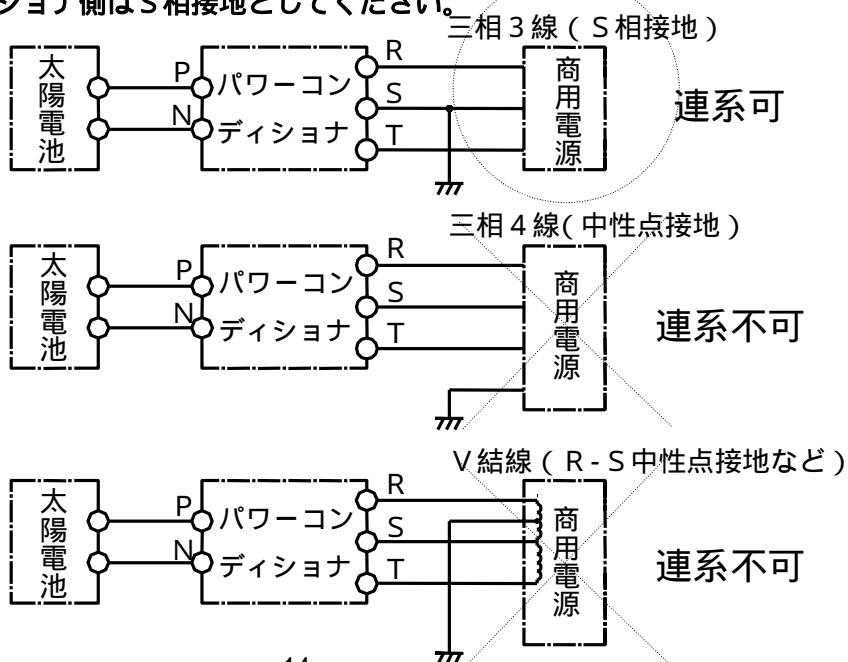 ショナ側はS相接地としてください。
三相3線(S相接地)
太陽電池
P
N
パワーコン
ディショナ
R
S
T
商用電源
連系可
三相4線(中性点接地)
太陽電池
P
N
パワーコン
ディショナ
R
S
T
商用電源
連系不可
V結線(R-S中性点接地など)
太陽電池
P
N
パワーコン
ディショナ
R
S
T
商用電源
連系不可